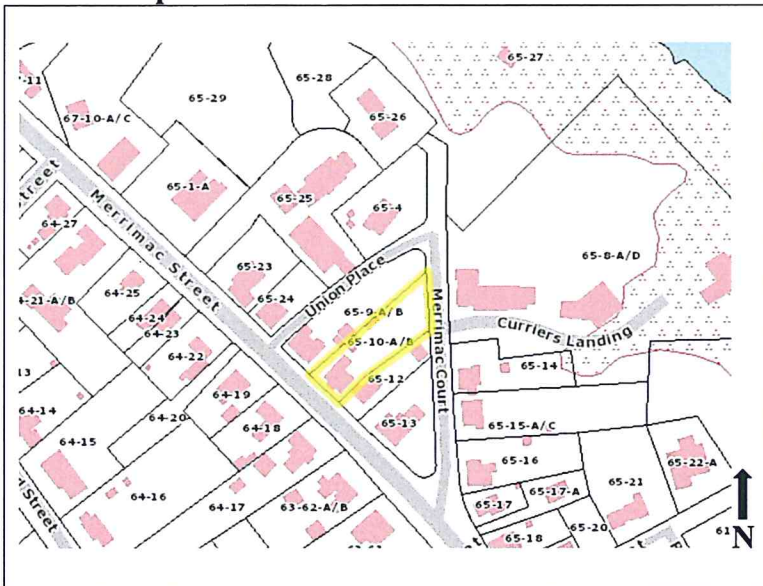 65-27
-11
65-28
65-29
65-26
67-10-A/C
Street
65-1-A
65-4
65-25
Merrimac Street
64-27
65-8-A/D
65-23
Union Place
64-25
4-21-A/B
65-24
65-9-A/B
Merrimac Court
64-24
64-23
65-10-A/B
Curriers Landing
64-22
65-14
13
65-12
64-19
64-14
64-20
64-18
65-13
65-15-A/C
64-15
65-16
65-22-A
65-21
65-17-A
64-16
64-17
63-62-A/B
65-17
d Street
65-20
61
65-18
N